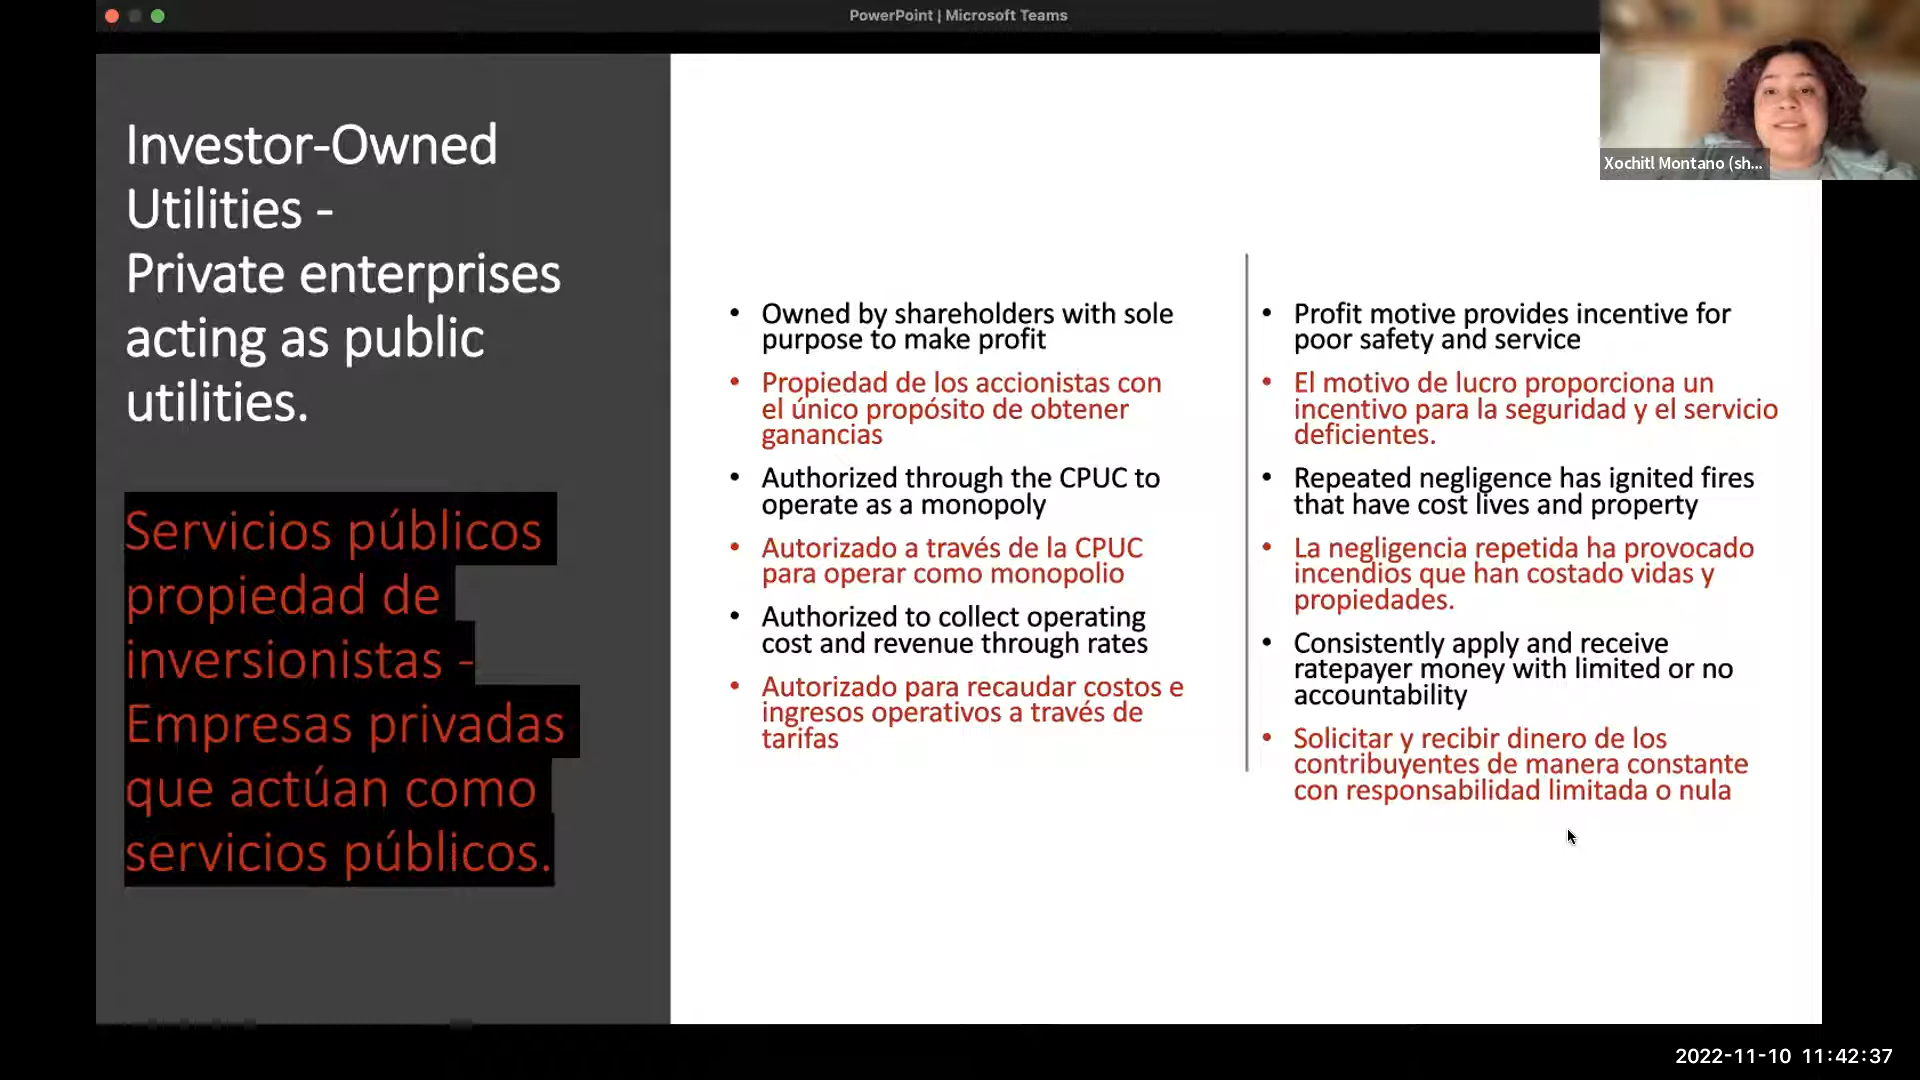 PowerPoint | Microsoft Teams
Xochitl Montano (sh...
Investor-Owned
Utilities -
Private enterprises
acting as public
utilities.
Servicios públicos
propiedad de
inversionistas -
Empresas privadas
que actúan como
servicios públicos.
• Owned by shareholders with sole
purpose to make profit
• Propiedad de los accionistas con
el único propósito de obtener
ganancias
• Authorized through the CPUC to
operate as a monopoly
• Autorizado a través de la CPUC
para operar como monopolio
• Authorized to collect operating
cost and revenue through rates
• Autorizado para recaudar costos e
ingresos operativos a través de
tarifas
• Profit motive provides incentive for
poor safety and service
• El motivo de lucro proporciona un
incentivo para la seguridad y el servicio
deficientes.
• Repeated negligence has ignited fires
that have cost lives and property
• La negligencia repetida ha provocado
incendios que han costado vidas y
propiedades.
• Consistently apply and receive
ratepayer money with limited or no
accountability
• Solicitar y recibir dinero de los
contribuyentes de manera constante
con responsabilidad limitada o nula
2022-11-10 11:42:37